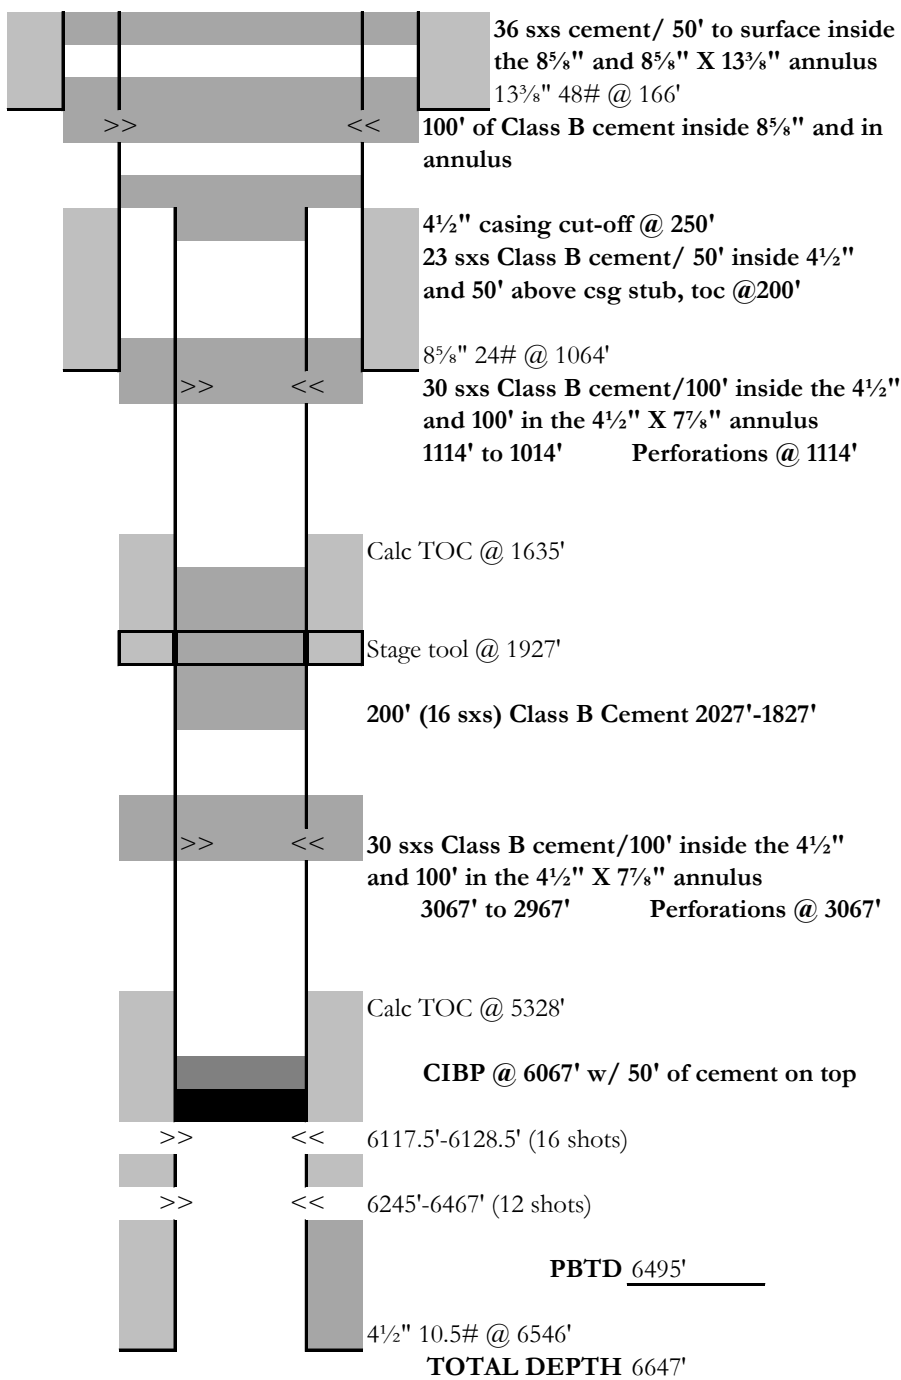 36 sxs cement/ 50' to surface inside
the 8⅝" and 8⅝" X 13⅜" annulus
13⅜" 48# @ 166'
>> <<
100' of Class B cement inside 8⅝" and in
annulus
4½" casing cut-off @ 250'
23 sxs Class B cement/ 50' inside 4½"
and 50' above csg stub, toc @200'
8⅝" 24# @ 1064'
>> <<
30 sxs Class B cement/100' inside the 4½"
and 100' in the 4½" X 7⅞" annulus
1114' to 1014' Perforations @ 1114'
Calc TOC @ 1635'
Stage tool @ 1927'
200' (16 sxs) Class B Cement 2027'-1827'
>> <<
30 sxs Class B cement/100' inside the 4½"
and 100' in the 4½" X 7⅞" annulus
3067' to 2967' Perforations @ 3067'
Calc TOC @ 5328'
CIBP @ 6067' w/ 50' of cement on top
>> << 6117.5'-6128.5' (16 shots)
>> << 6245'-6467' (12 shots)
PBTD 6495'
4½" 10.5# @ 6546'
TOTAL DEPTH 6647'